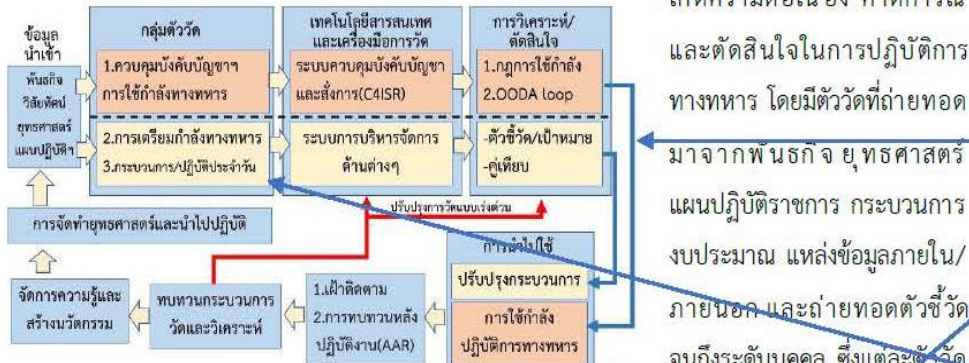 ข้อมูล
นำเข้า
พันธกิจ
วิสัยทัศน์
ยุทธศาสตร์
แผนปฏิบัติฯ
กลุ่มตัววัด
1.ควบคุมบังคับบัญชาฯ
การใช้กำลังทางทหาร
2.การเตรียมกำลังทางทหาร
3.กระบวนการ/ปฏิบัติประจำวัน
เทคโนโลยีสารสนเทศ
และเครื่องมือการวัด
ระบบควบคุมบังคับบัญชา
และสั่งการ(C4ISR)
ระบบการบริหารจัดการ
ด้านต่างๆ
การวิเคราะห์/
ตัดสินใจ
1.กฎการใช้กำลัง
2.OODA loop
-ตัวชี้วัด/เป้าหมาย
-คู่เทียบ
ปรับปรุงการวัดแบบเร่งด่วน
การจัดทำยุทธศาสตร์และนำไปปฏิบัติ
จัดการความรู้และ
สร้างนวัตกรรม
ทบทวนกระบวนการ
วัดและวิเคราะห์
1.เฝ้าติดตาม
2.การทบทวนหลัง
ปฏิบัติงาน(AAR)
การนำไปใช้
ปรับปรุงกระบวนการ
การใช้กำลัง
ปฏิบัติการทางทหาร
และตัดสินใจในการปฏิบัติการ
ทางทหาร โดยมีตัววัดที่ถ่ายทอด
มาจากพันธกิจ ยุทธศาสตร์
แผนปฏิบัติราชการ กระบวนการ
งบประมาณ แหล่งข้อมูลภายใน/
ภายนอก และถ่ายทอดตัวชี้วัด
จนถึงระดับบุคคล ซึ่งแต่ละตัววัด